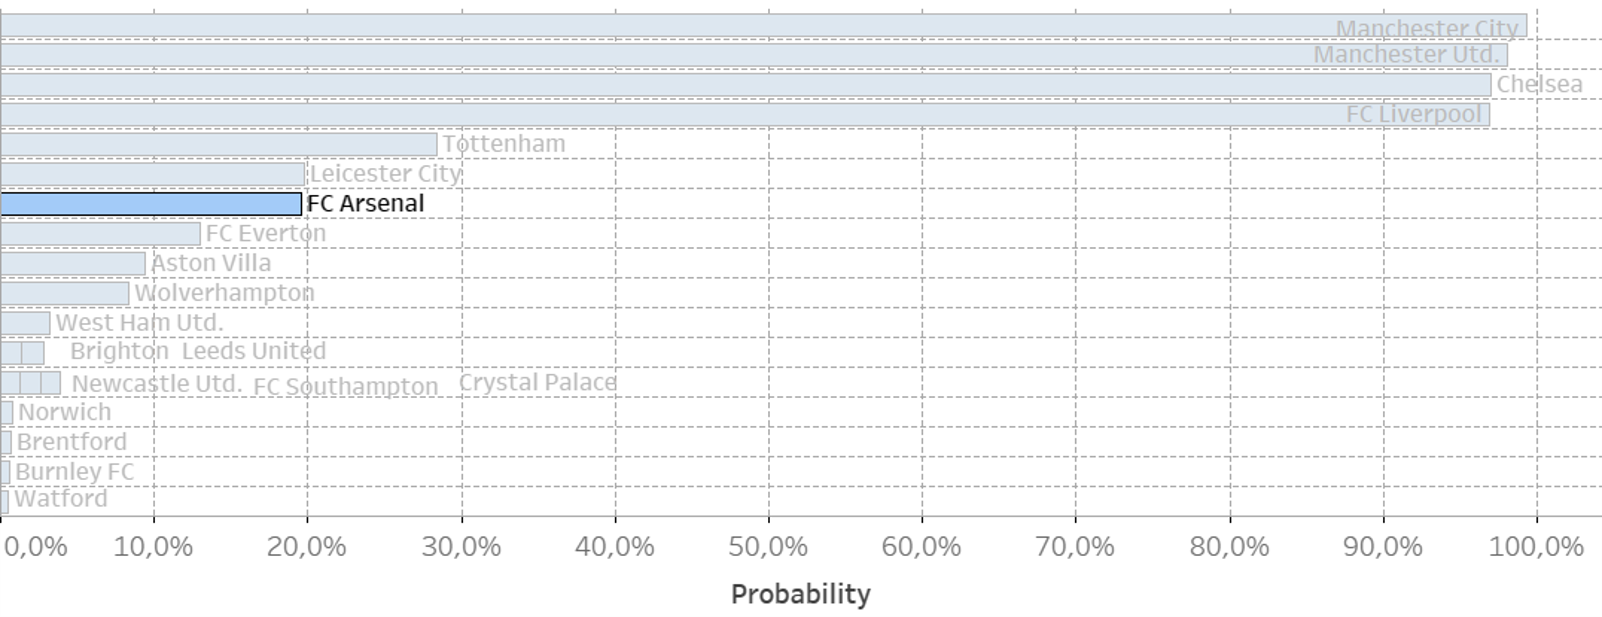 Manchester City
Manchester Utd.
Chelsea
FC Liverpool
Tottenham
Leicester City
FC Arsenal
FC Everton
Aston Villa
Wolverhampton
West Ham Utd.
Brighton Leeds United
Newcastle Utd. FC Southampton Crystal Palace
Norwich
Brentford
Burnley FC
Watford
0,0% 10,0% 20,0% 30,0% 40,0% 50,0% 60,0% 70,0% 80,0% 90,0% 100,0%
Probability